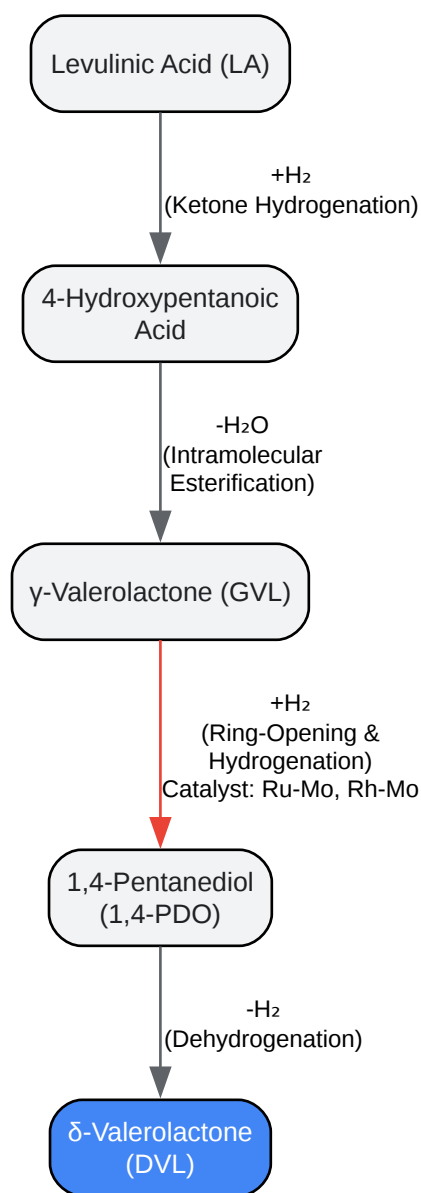 Levulinic Acid (LA)
+H₂
(Ketone Hydrogenation)
4-Hydroxypentanoic
Acid
-H₂O
(Intramolecular
Esterification)
γ-Valerolactone (GVL)
+H₂
(Ring-Opening &
Hydrogenation)
Catalyst: Ru-Mo, Rh-Mo
1,4-Pentanediol
(1,4-PDO)
-H₂
(Dehydrogenation)
δ-Valerolactone
(DVL)